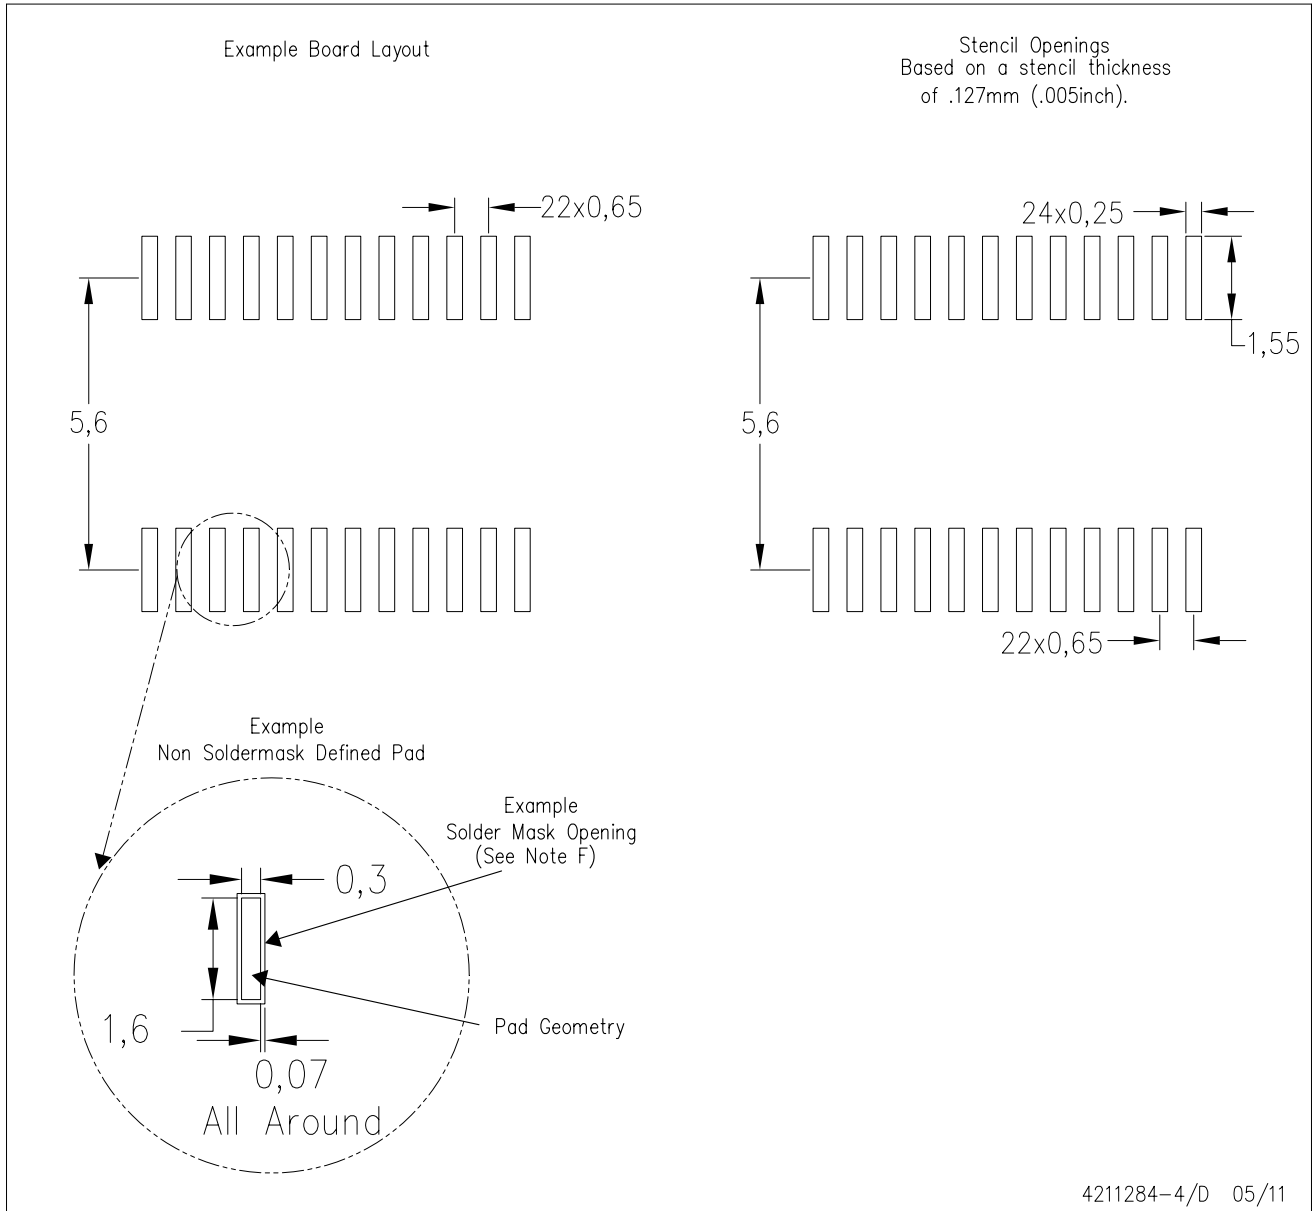 Example Board Layout
Stencil Openings
Based on a stencil thickness
of .127mm (.005inch).
22x0,65
24x0,25
1,55
5,6
5,6
22x0,65
Example
Non Soldermask Defined Pad
Example
Solder Mask Opening
(See Note F)
0,3
1,6
Pad Geometry
0,07
All Around
4211284-4/D 05/11